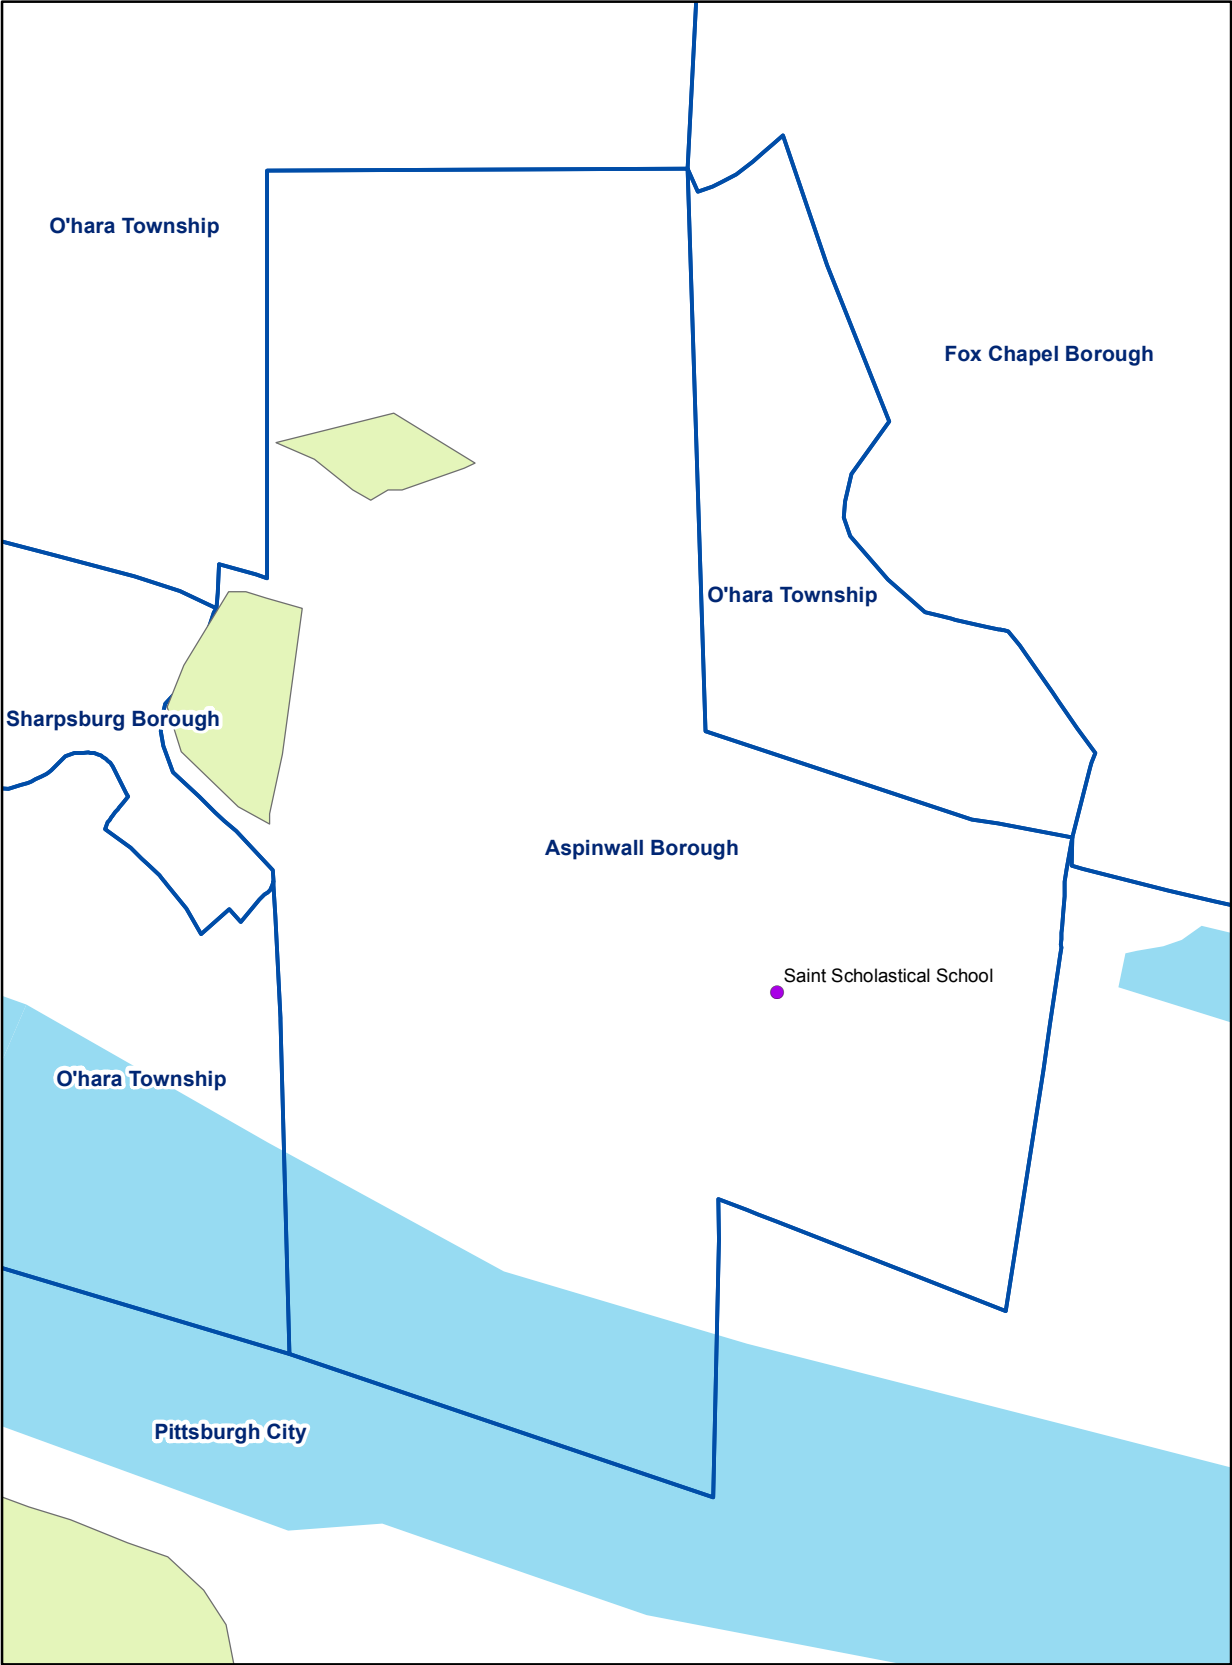 O'hara Township
Fox Chapel Borough
O'hara Township
Sharpsburg Borough
Aspinwall Borough
Saint Scholastical School
O'hara Township
Pittsburgh City